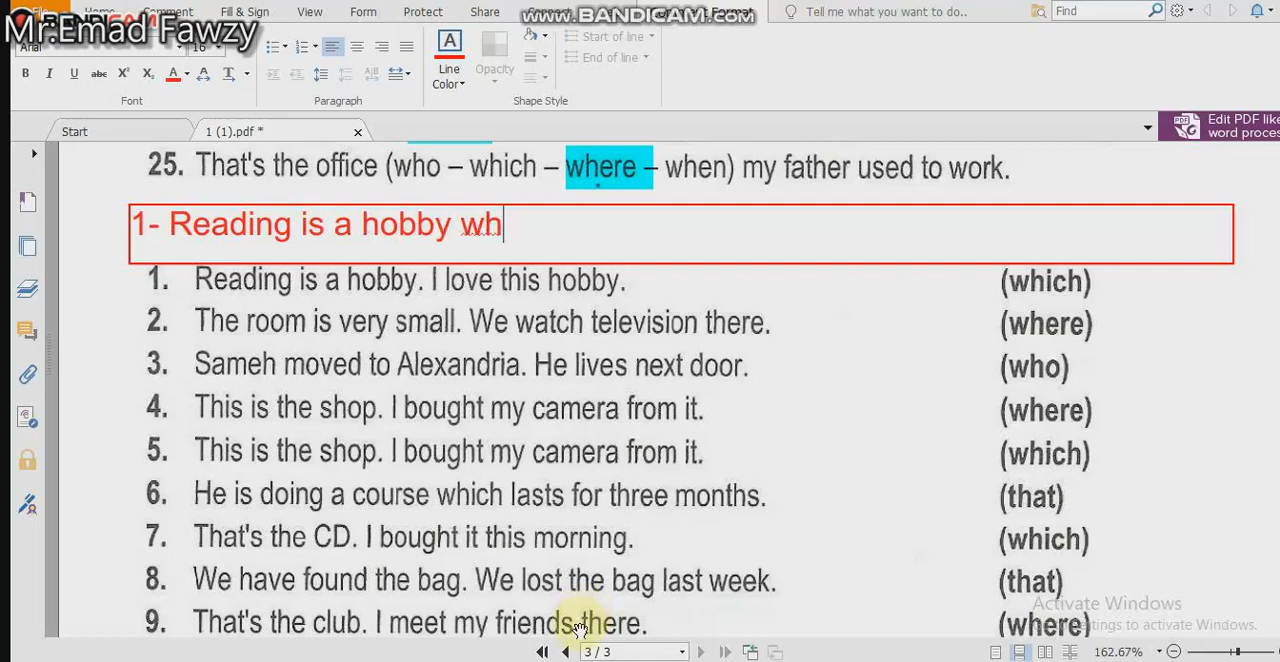 Comment Fill & Sign View Form Protect Share Format Tell me what you want to do.. Find
WWW.BANDICAM.COM
Mr.Emad Fawzy
Arial 16
B I U abc X² X₂ A A T
Line Color Opacity Start of line End of line
Font Paragraph Shape Style
Start 1 (1).pdf * Edit PDF like
word proces
25. That's the office (who – which – where – when) my father used to work.
1- Reading is a hobby wh
1. Reading is a hobby. I love this hobby. (which)
2. The room is very small. We watch television there. (where)
3. Sameh moved to Alexandria. He lives next door. (who)
4. This is the shop. I bought my camera from it. (where)
5. This is the shop. I bought my camera from it. (which)
6. He is doing a course which lasts for three months. (that)
7. That's the CD. I bought it this morning. (which)
8. We have found the bag. We lost the bag last week. (that)
Activate Windows
9. That's the club. I meet my friends there. (where)
Go to Settings to activate Windows.
3 / 3 162.67%